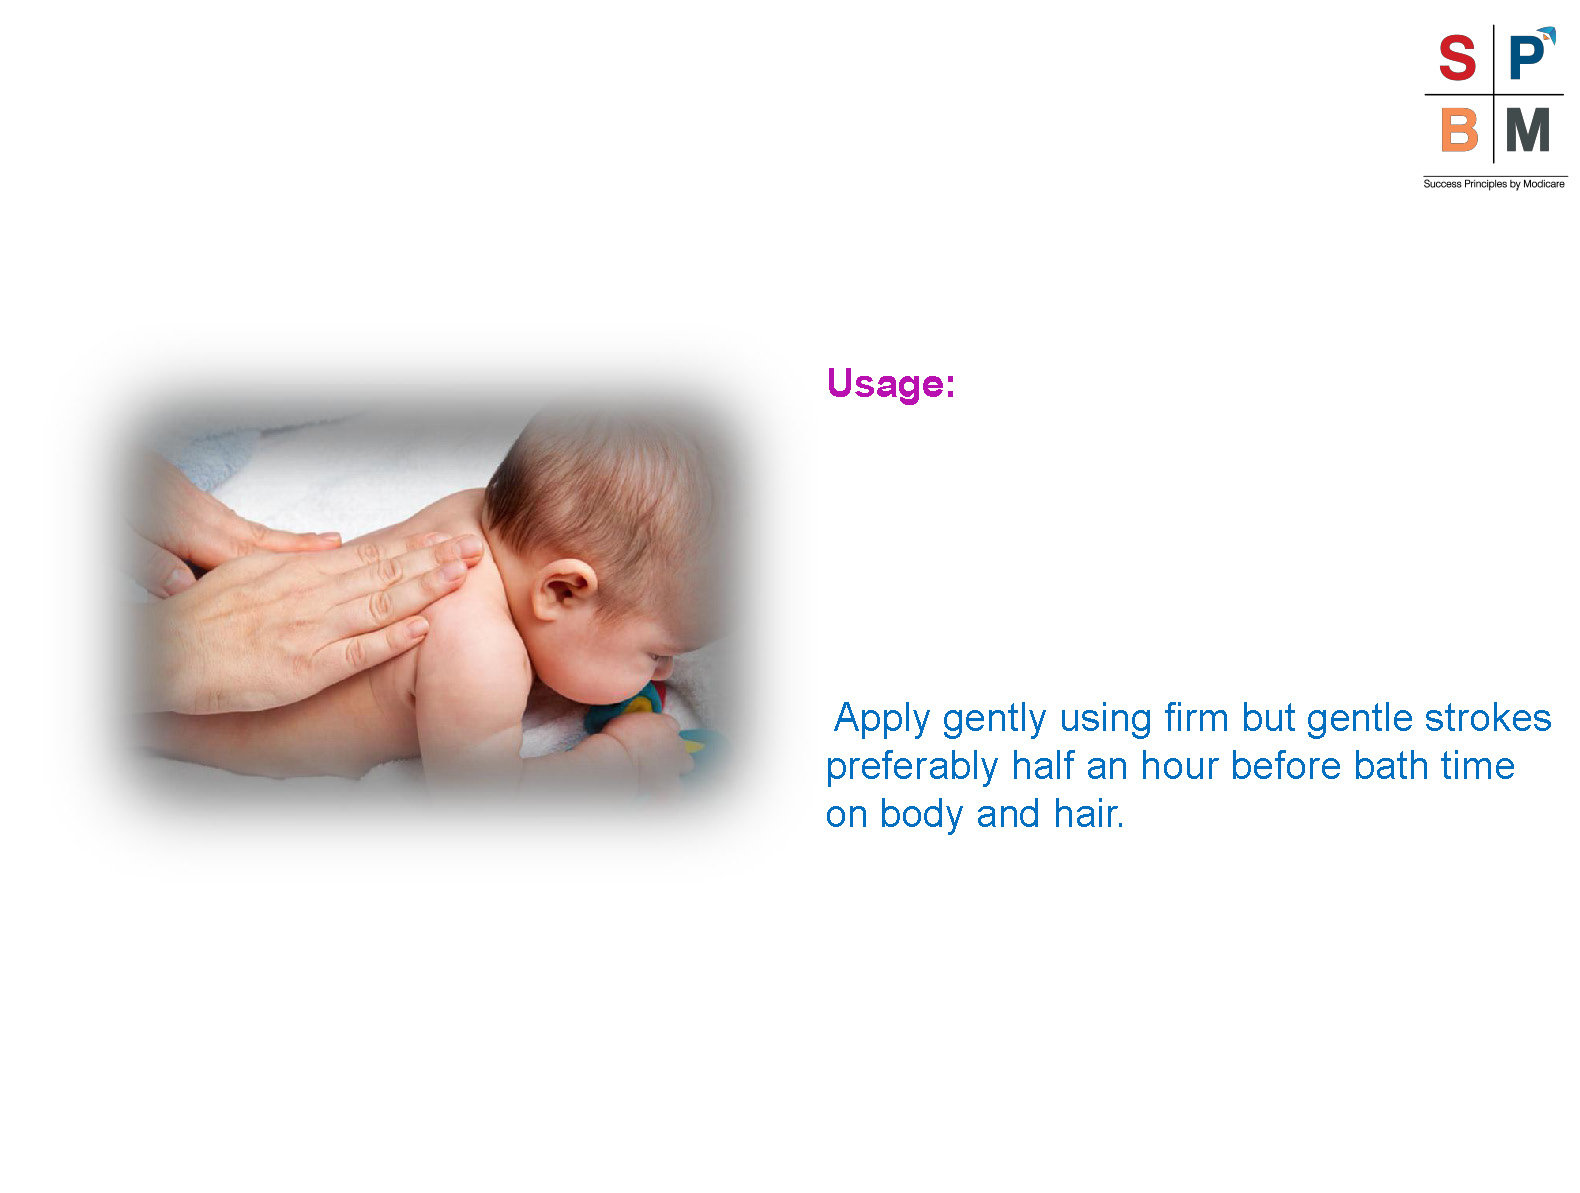 S P
B M
Success Principles by Modicare
Usage:
Apply gently using firm but gentle strokes
preferably half an hour before bath time
on body and hair.